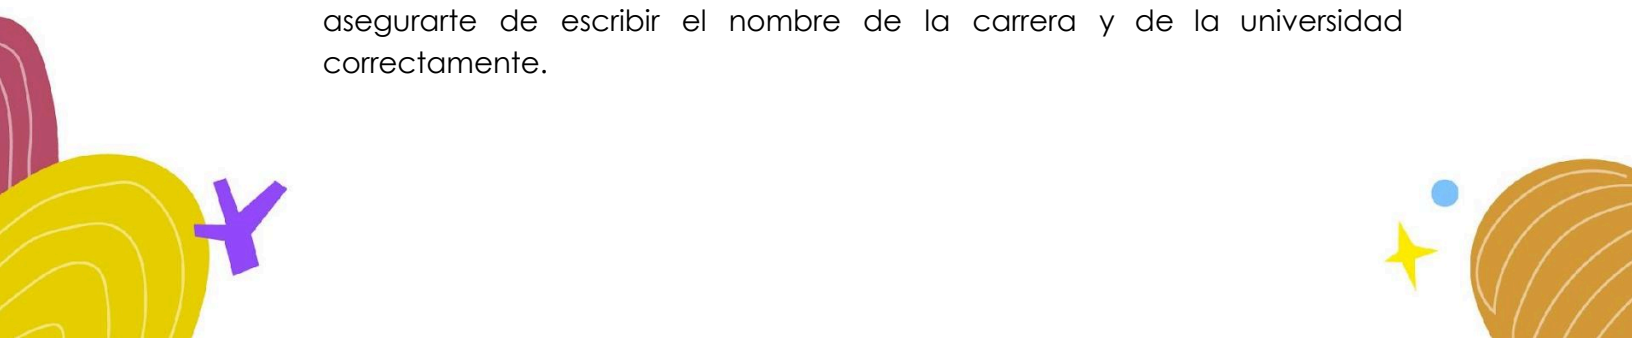 asegurarte de escribir el nombre de la carrera y de la universidad
correctamente.